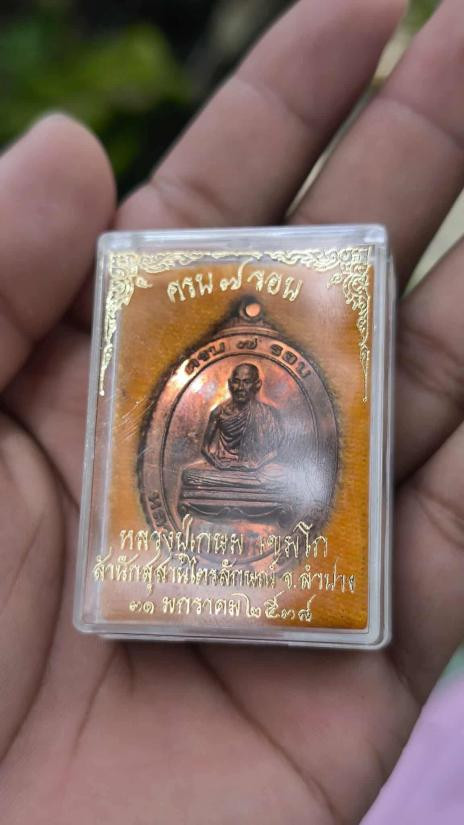 ครบ ๗ รอบ
ครบ ๗ รอบ
หลวงปู่เกษม เขมโก
สำนักสุสานไตรลักษณ์ จ.ลำปาง
๓๑ มกราคม ๒๕๓๘